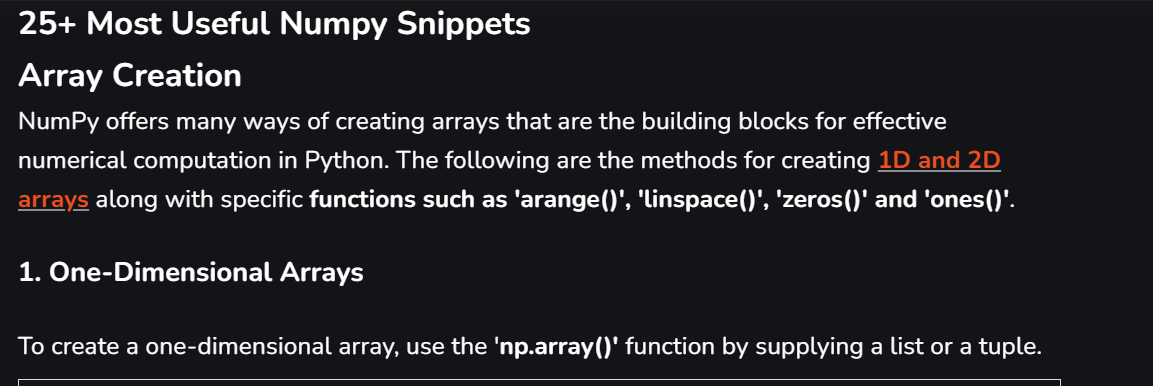 25+ Most Useful Numpy Snippets
Array Creation
NumPy offers many ways of creating arrays that are the building blocks for effective
numerical computation in Python. The following are the methods for creating 1D and 2D
arrays along with specific functions such as 'arange()', 'linspace()', 'zeros()' and 'ones()'.
1. One-Dimensional Arrays
To create a one-dimensional array, use the 'np.array()' function by supplying a list or a tuple.